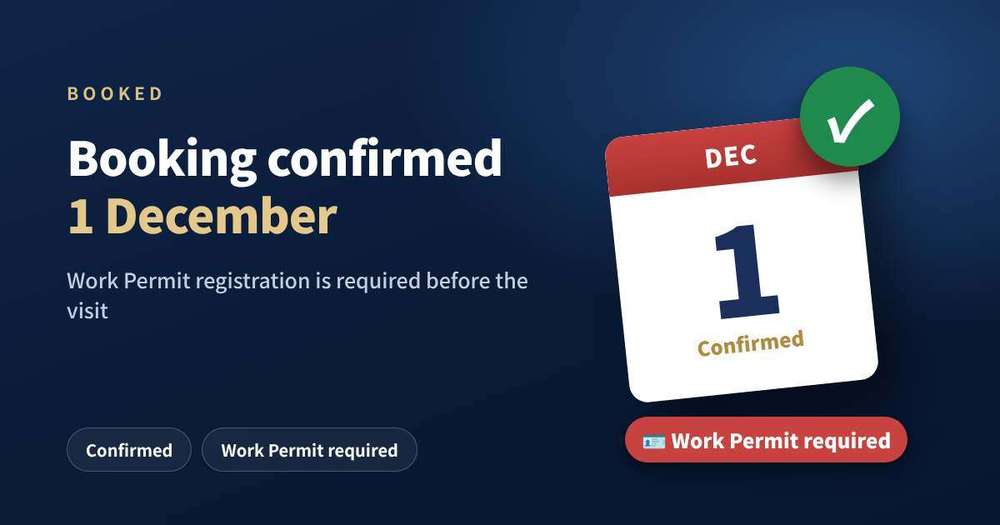 BOOKED
Booking confirmed
1 December
Work Permit registration is required before the
visit
Confirmed
Work Permit required
DEC
1
Confirmed
Work Permit required